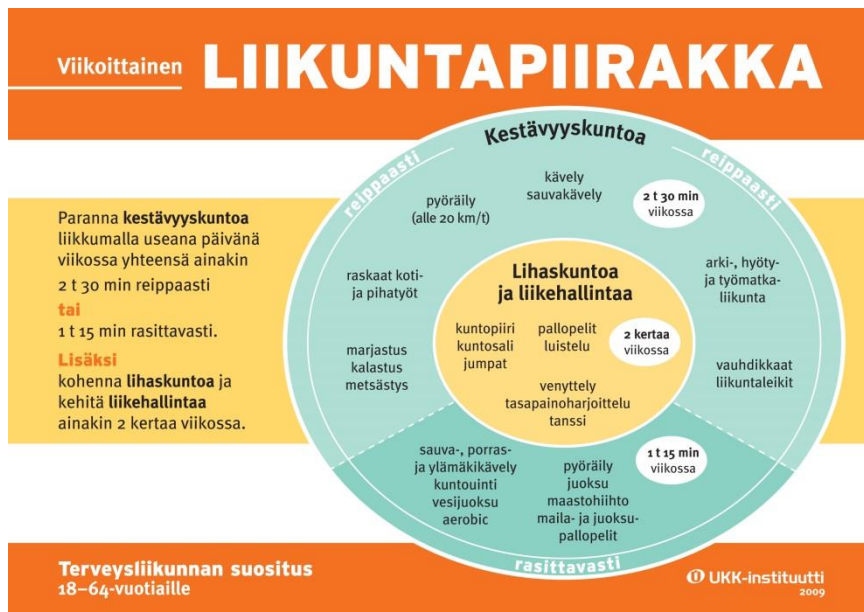 Viikoittainen LIIKUNTAPIIRAKKA
Paranna kestävyyskuntoa
liikkumalla useana päivänä
viikossa yhteensä ainakin
2 t 30 min reippaasti
tai
1 t 15 min rasittavasti.
Lisäksi
kohenna lihaskuntoa ja
kehitä liikehallintaa
ainakin 2 kertaa viikossa.
Kestävyyskuntoa
reippaasti
reippaasti
kävely
sauvakävely
2 t 30 min
viikossa
pyöräily
(alle 20 km/t)
raskaat koti-
ja pihatyöt
arki-, hyöty-
ja työmatka-
liikunta
marjastus
kalastus
metsästys
vauhdikkaat
liikuntaleikit
Lihaskuntoa
ja liikehallintaa
kuntopiiri
kuntosali
jumpat
pallopelit
luistelu
2 kertaa
viikossa
venyttely
tasapainoharjoittelu
tanssi
sauva-, porras-
ja ylämäkikävely
kuntouinti
vesijuoksu
aerobic
pyöräily
juoksu
maastohiihto
maila- ja juoksu-
pallopelit
1 t 15 min
viikossa
rasittavasti
Terveysliikunnan suositus
18–64-vuotiaille
UKK-instituutti
2009